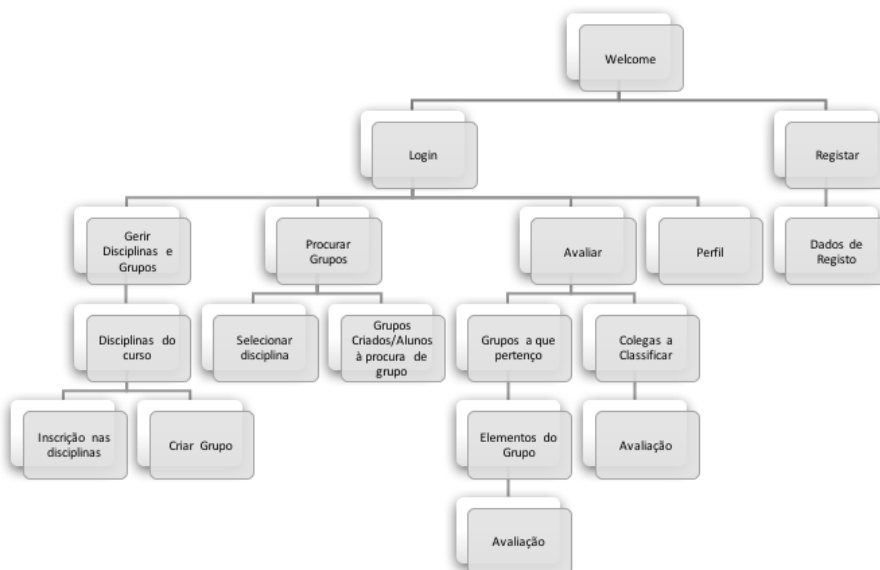 Welcome
Login
Registar
Gerir
Disciplinas e
Grupos
Procurar
Grupos
Avaliar
Perfil
Dados de
Registo
Disciplinas do
curso
Selecionar
disciplina
Grupos
Criados/Alunos
à procura de
grupo
Grupos a que
pertenço
Colegas a
Classificar
Inscrição nas
disciplinas
Criar Grupo
Elementos do
Grupo
Avaliação
Avaliação